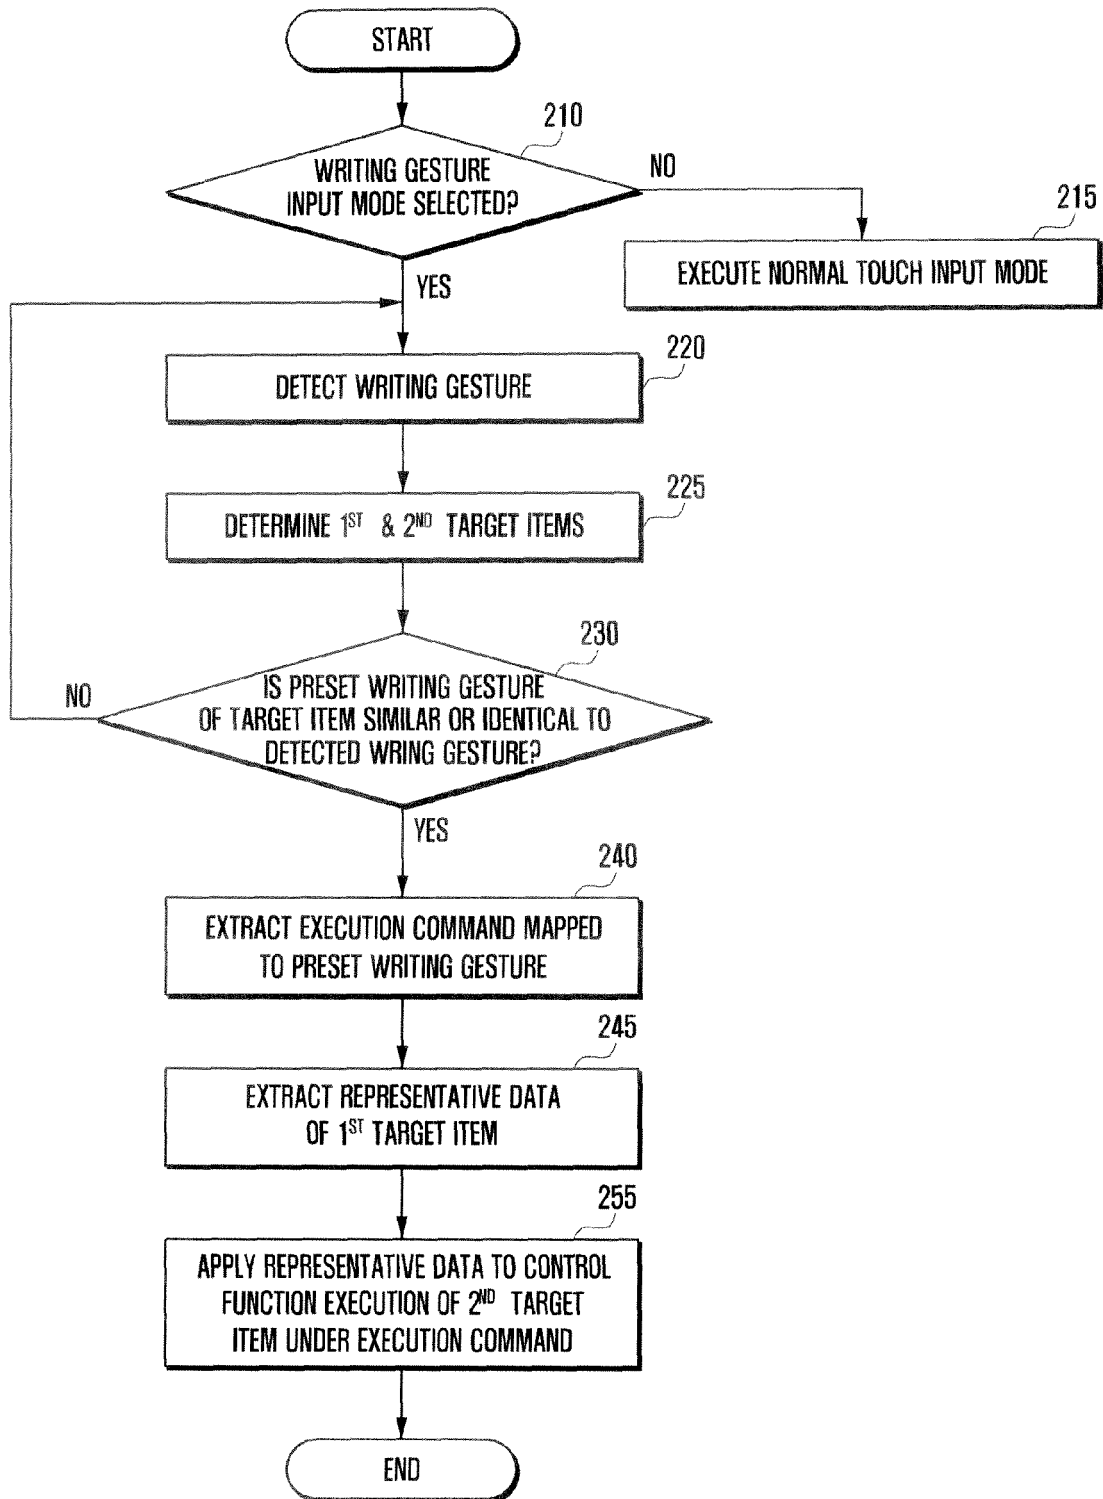 START
210
WRITING GESTURE
INPUT MODE SELECTED?
NO
215
EXECUTE NORMAL TOUCH INPUT MODE
YES
220
DETECT WRITING GESTURE
225
DETERMINE 1ST & 2ND TARGET ITEMS
230
NO
IS PRESET WRITING GESTURE
OF TARGET ITEM SIMILAR OR IDENTICAL TO
DETECTED WRING GESTURE?
YES
240
EXTRACT EXECUTION COMMAND MAPPED
TO PRESET WRITING GESTURE
245
EXTRACT REPRESENTATIVE DATA
OF 1ST TARGET ITEM
255
APPLY REPRESENTATIVE DATA TO CONTROL
FUNCTION EXECUTION OF 2ND TARGET
ITEM UNDER EXECUTION COMMAND
END